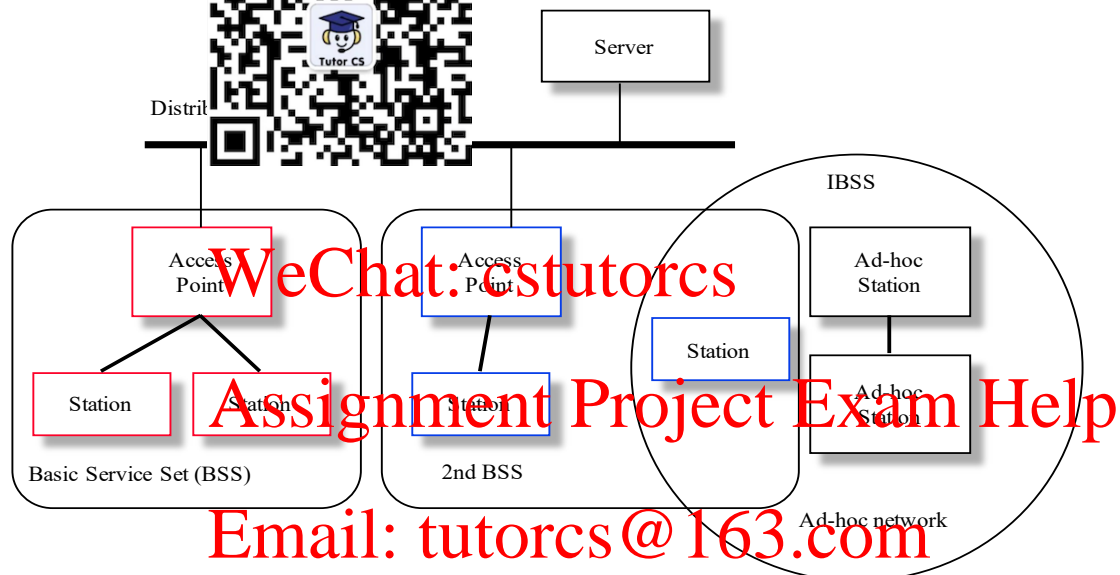 Tutor CS
Server
Distrib
IBSS
Access
Point
Access
Point
Ad-hoc
Station
WeChat: cstutorcs
Station
Station
Station
Station
Ad-hoc
Station
Assignment Project Exam Help
Basic Service Set (BSS)
2nd BSS
Ad-hoc network
Email: tutorcs@163.com